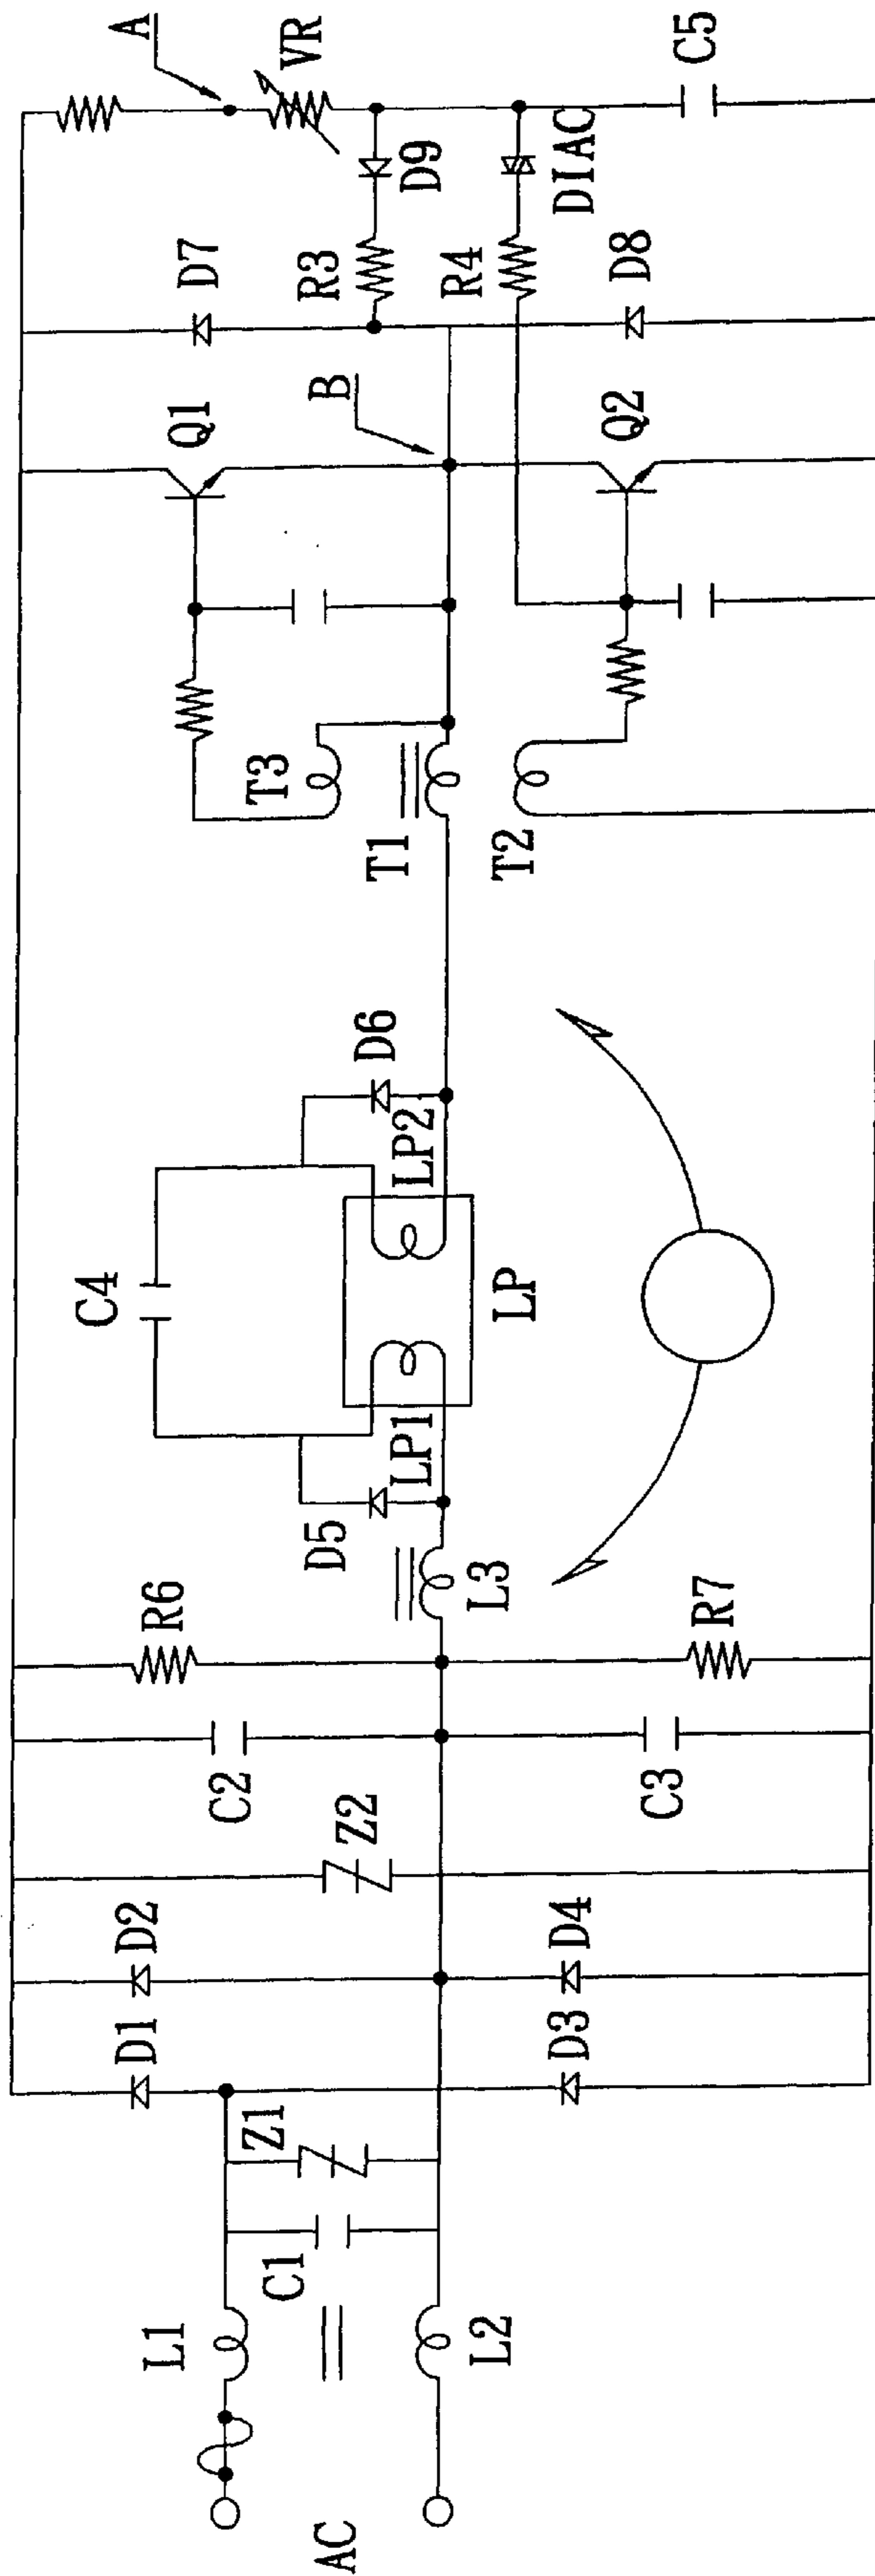 AC
L1
L2
C1
Z1
D1
D2
D3
D4
Z2
C2
C3
R6
R7
L3
D5
LP1
C4
LP
LP2
D6
T1
T2
T3
Q1
Q2
B
D7
D8
R3
R4
D9
DIAC
A
VR
C5